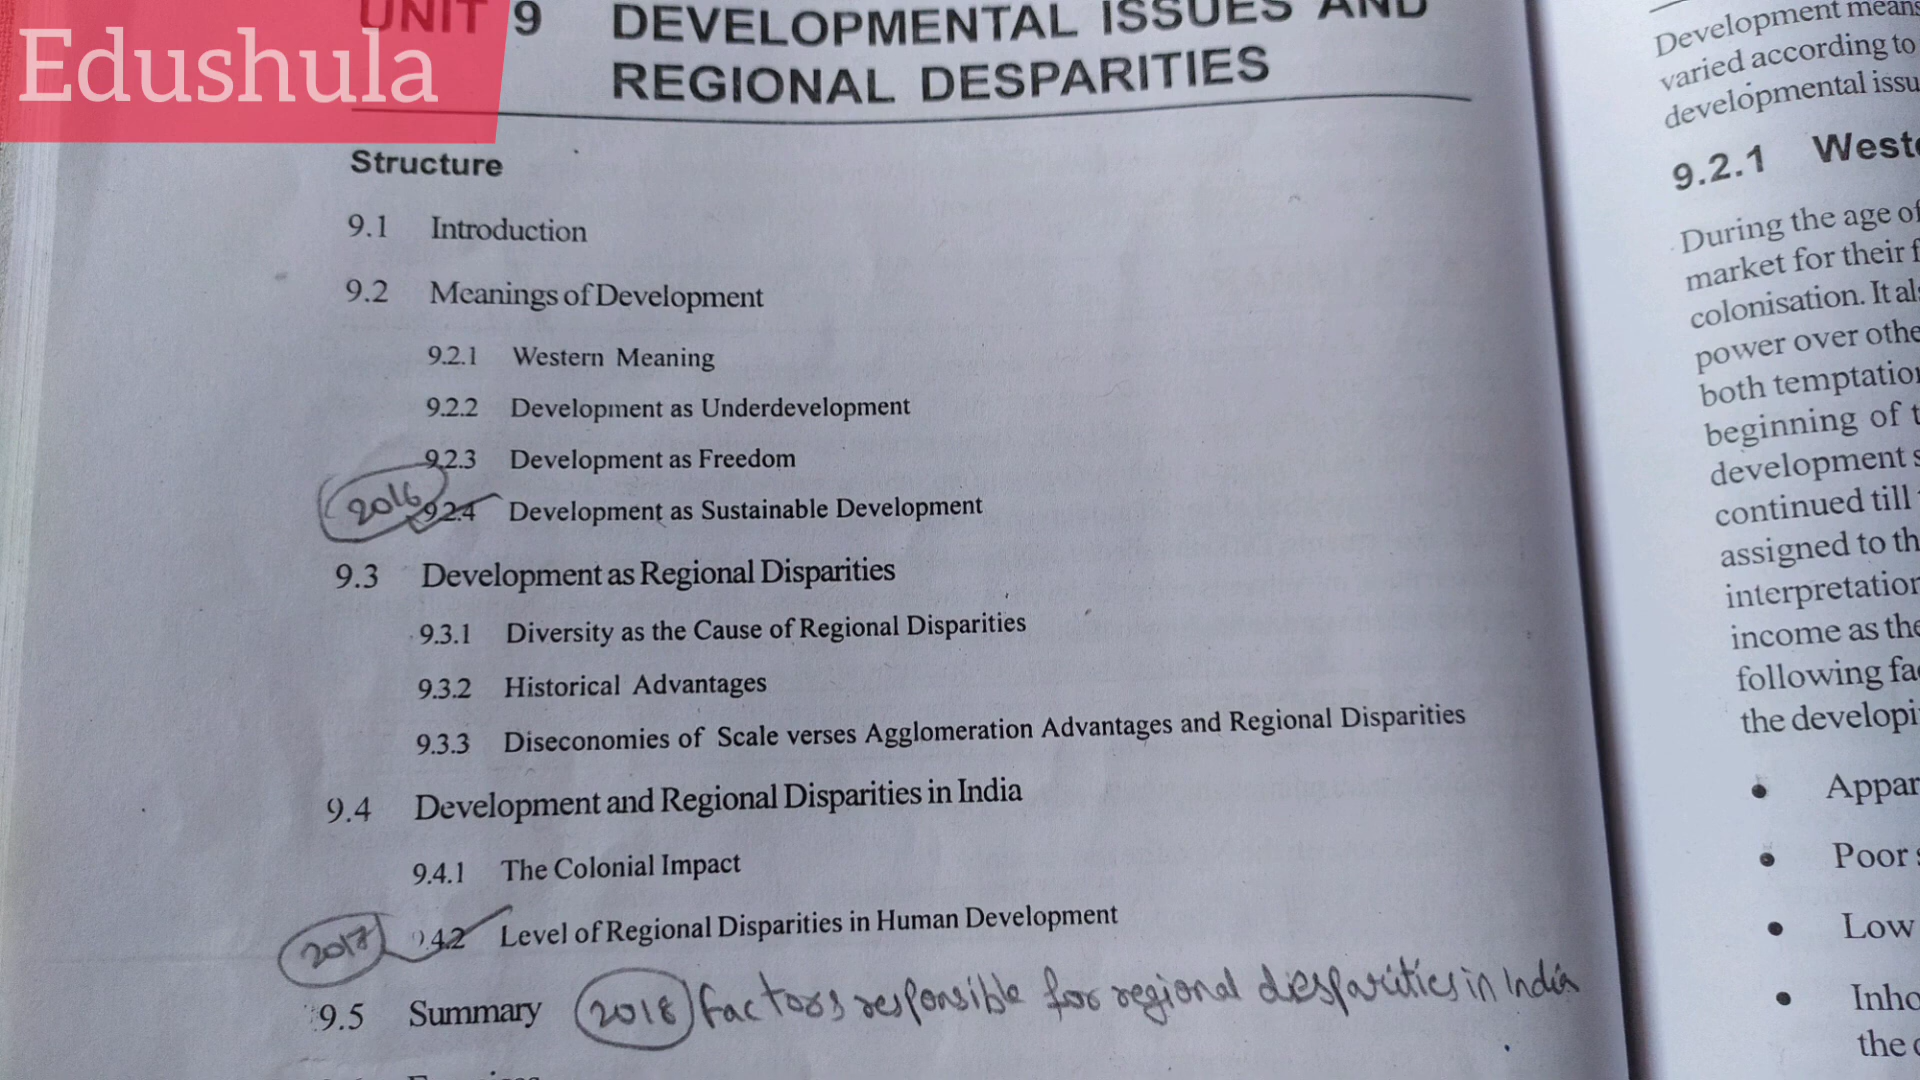 Edushula
UNIT 9 DEVELOPMENTAL ISSUES AND
REGIONAL DESPARITIES
Structure
9.1 Introduction
9.2 Meanings of Development
9.2.1 Western Meaning
9.2.2 Development as Underdevelopment
9.2.3 Development as Freedom
2016 9.2.4 Development as Sustainable Development
9.3 Development as Regional Disparities
9.3.1 Diversity as the Cause of Regional Disparities
9.3.2 Historical Advantages
9.3.3 Diseconomies of Scale verses Agglomeration Advantages and Regional Disparities
9.4 Development and Regional Disparities in India
9.4.1 The Colonial Impact
2017 9.4.2 Level of Regional Disparities in Human Development
9.5 Summary 2018 factors responsible for regional desparities in India
Development means
varied according to
developmental issu
9.2.1 Weste
During the age of
market for their f
colonisation. It als
power over othe
both temptation
beginning of t
development s
continued till
assigned to th
interpretation
income as the
following fa
the developi
• Appar
• Poor s
• Low
• Inho
the c